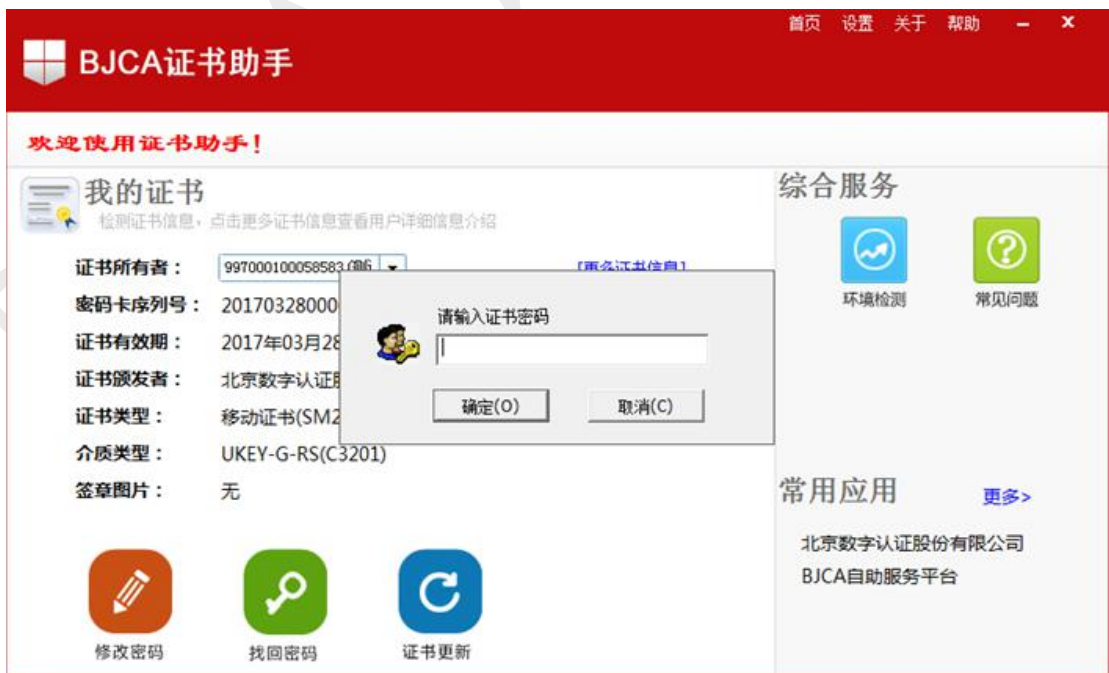 首页 设置 关于 帮助
BJCA证书助手
欢迎使用证书助手！
我的证书
检测证书信息，点击更多证书信息查看用户详细信息介绍
证书所有者： 997000100058583
[更多证书信息]
密码卡序列号： 20170328000
证书有效期： 2017年03月28
证书颁发者： 北京数字认证
证书类型： 移动证书(SM2
介质类型： UKEY-G-RS(C3201)
签章图片： 无
修改密码
找回密码
证书更新
请输入证书密码
确定(O)
取消(C)
综合服务
环境检测
常见问题
常用应用
更多>
北京数字认证股份有限公司
BJCA自助服务平台